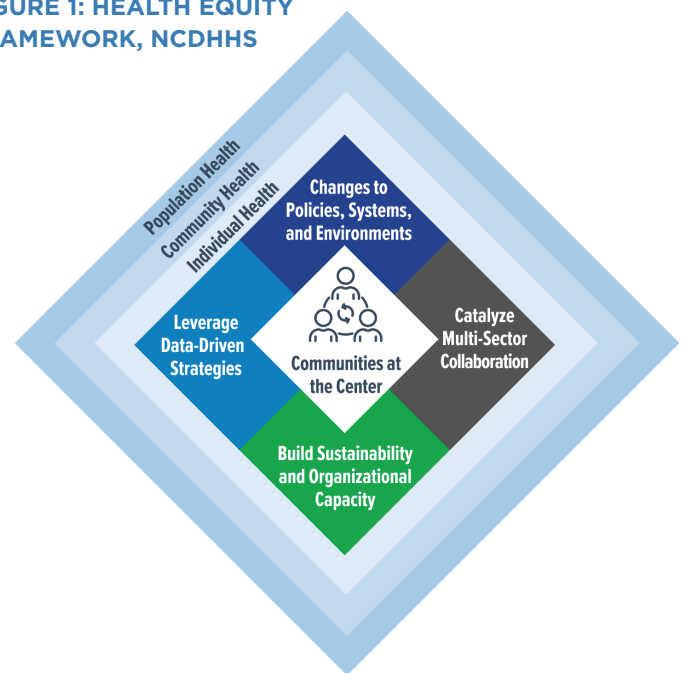 GURE 1: HEALTH EQUITY
AMEWORK, NCDHHS
Population Health
Community Health
Individual Health
Changes to
Policies, Systems,
and Environments
Leverage
Data-Driven
Strategies
Catalyze
Multi-Sector
Collaboration
Communities at
the Center
Build Sustainability
and Organizational
Capacity